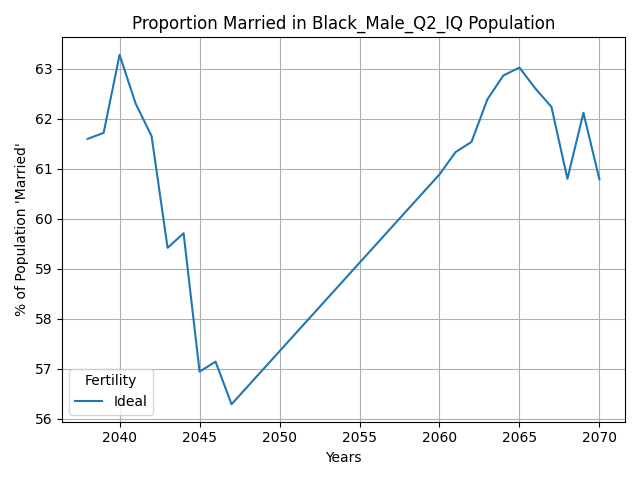 Proportion Married in Black_Male_Q2_IQ Population
% of Population 'Married'
63
62
61
60
59
58
57
56
Fertility
Ideal
2040 2045 2050 2055 2060 2065 2070
Years